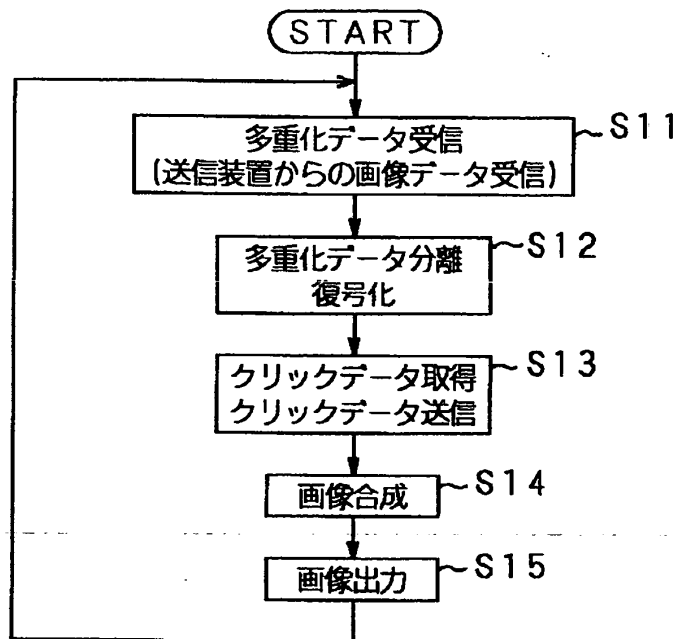 START
多重化データ受信
(送信装置からの画像データ受信)
S11
多重化データ分離
復号化
S12
クリックデータ取得
クリックデータ送信
S13
画像合成
S14
画像出力
S15